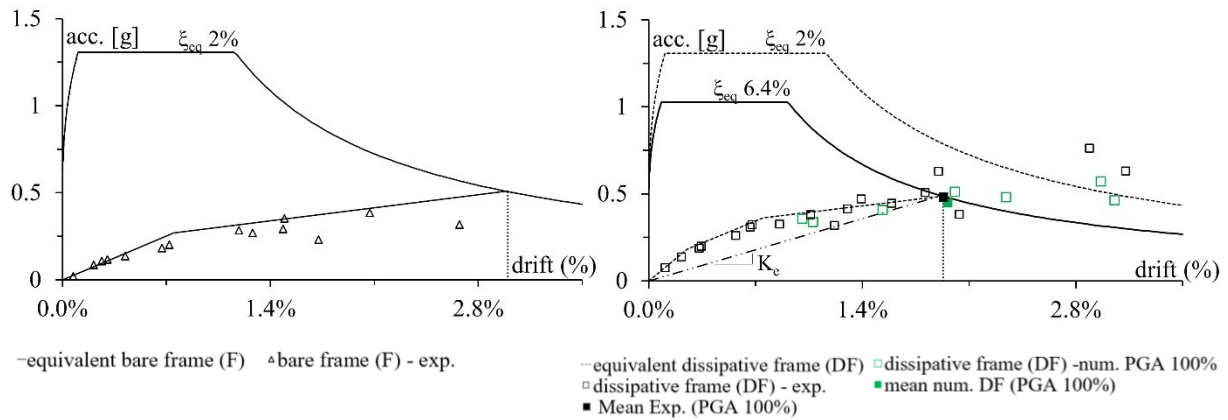 1.5
acc. [g]
ξeq 2%
1
0.5
0
drift (%)
0.0%
1.4%
2.8%
equivalent bare frame (F)
bare frame (F) - exp.
1.5
acc. [g]
ξeq 2%
ξeq 6.4%
1
0.5
0
Ke
drift (%)
0.0%
1.4%
2.8%
equivalent dissipative frame (DF)
dissipative frame (DF) -num. PGA 100%
dissipative frame (DF) - exp.
mean num. DF (PGA 100%)
Mean Exp. (PGA 100%)